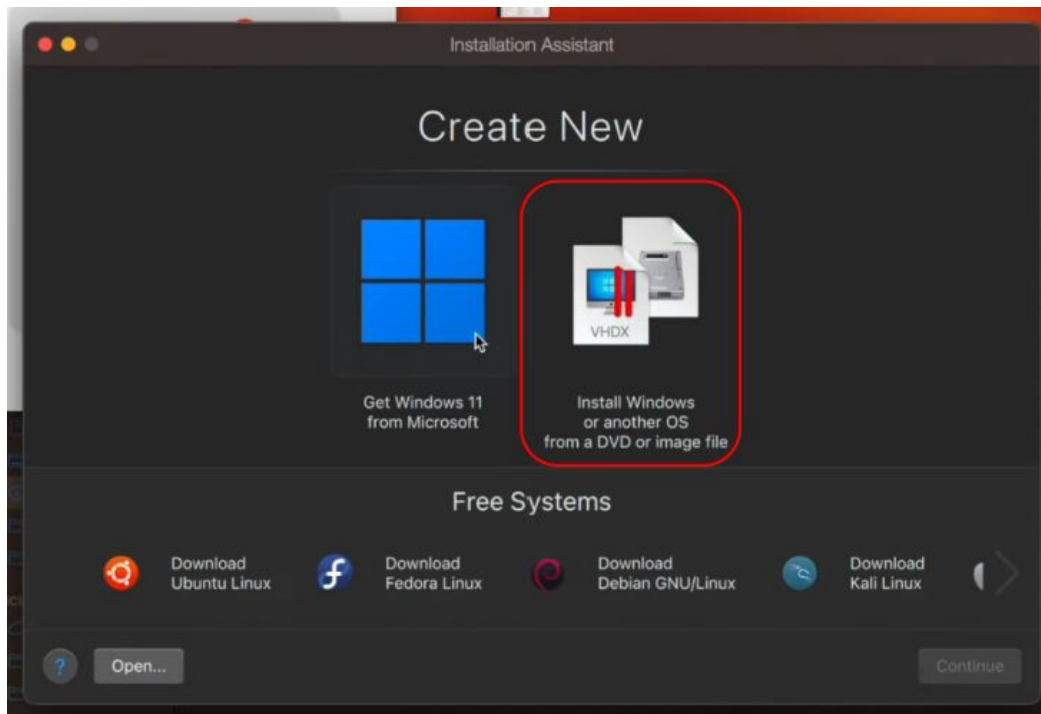 Installation Assistant
Create New
VHDX
Get Windows 11
from Microsoft
Install Windows
or another OS
from a DVD or image file
Free Systems
Download
Ubuntu Linux
Download
Fedora Linux
Download
Debian GNU/Linux
Download
Kali Linux
?
Open...
Continue